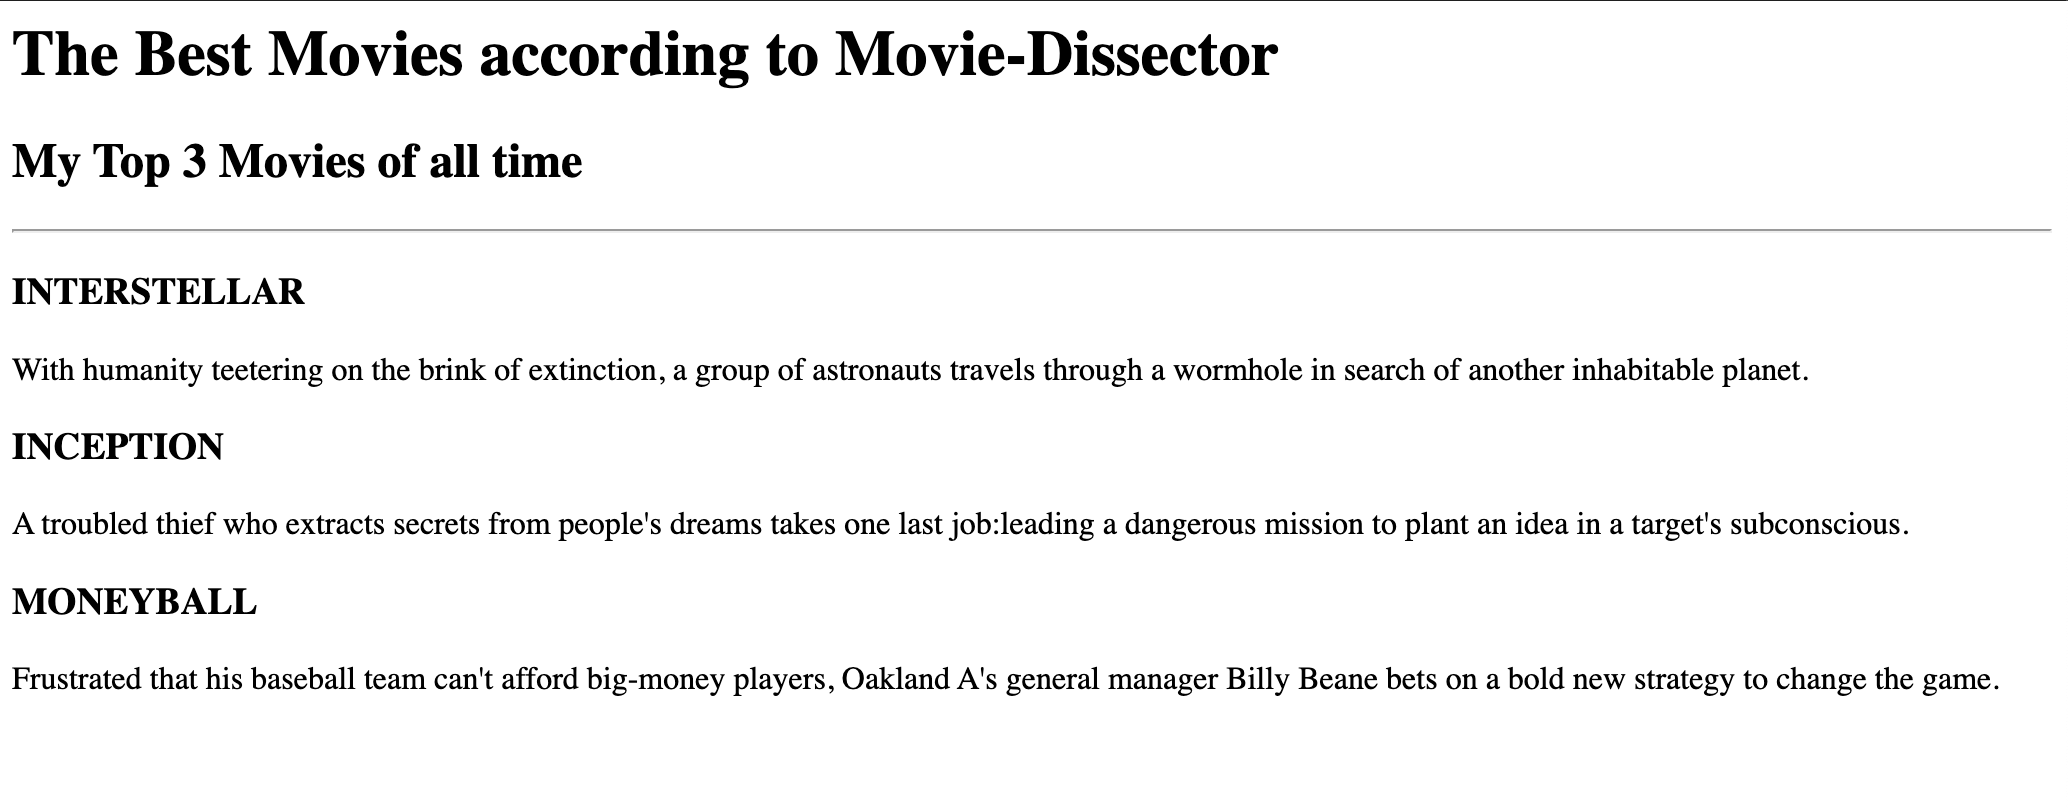 The Best Movies according to Movie-Dissector
My Top 3 Movies of all time
INTERSTELLAR
With humanity teetering on the brink of extinction, a group of astronauts travels through a wormhole in search of another inhabitable planet.
INCEPTION
A troubled thief who extracts secrets from people's dreams takes one last job:leading a dangerous mission to plant an idea in a target's subconscious.
MONEYBALL
Frustrated that his baseball team can't afford big-money players, Oakland A's general manager Billy Beane bets on a bold new strategy to change the game.